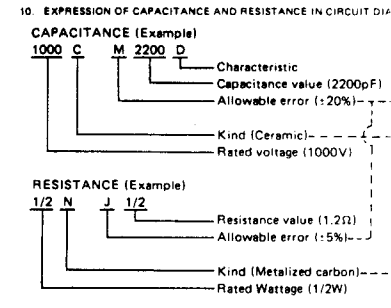 10. EXPRESSION OF CAPACITANCE AND RESISTANCE IN CIRCUIT
CAPACITANCE (Example)
1000 C M 2200 D
Characteristic
Capacitance value (2200pF)
Allowable error (±20%)
Kind (Ceramic)
Rated voltage (1000V)
RESISTANCE (Example)
1/2 N J 1/2
Resistance value (1.2Ω)
Allowable error (±5%)
Kind (Metalized carbon)
Rated Wattage (1/2W)